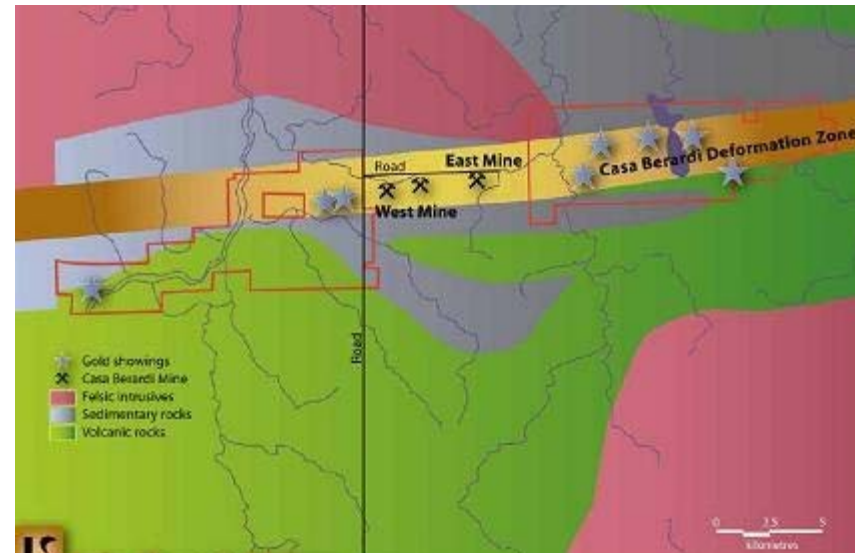 Road
East Mine
Casa Berardi Deformation Zone
West Mine
Road
Gold showings
Casa Berardi Mine
Felsic intrusives
Sedimentary rocks
Volcanic rocks
0 2.5 5
kilometres